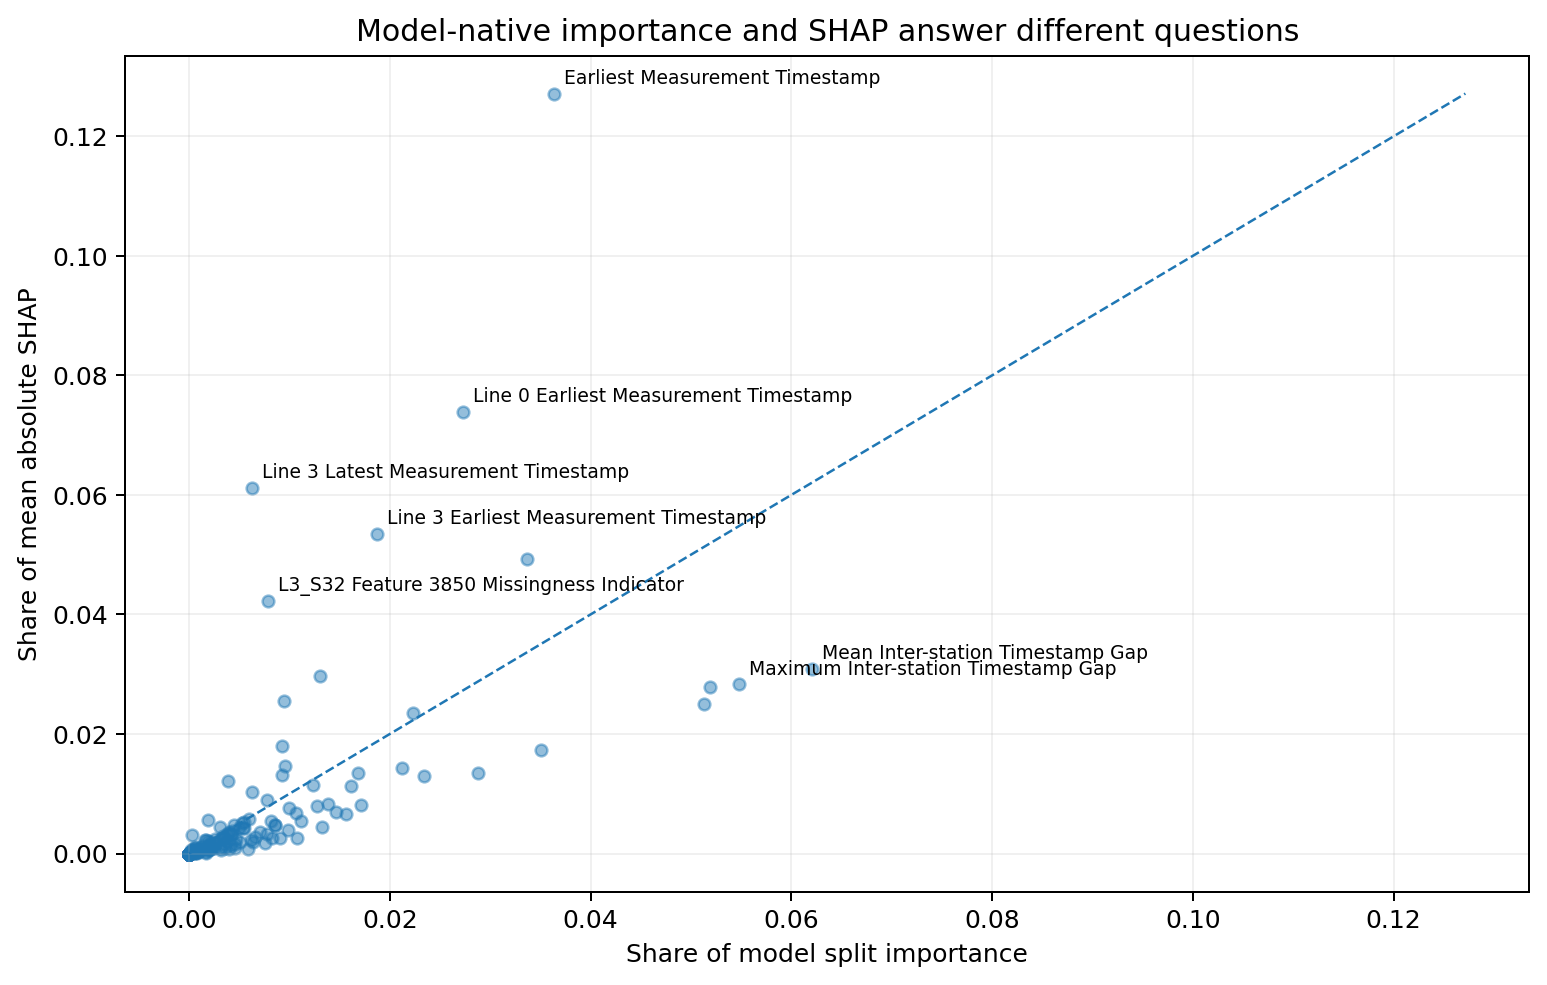 Model-native importance and SHAP answer different questions
Earliest Measurement Timestamp
0.12
0.10
Share of mean absolute SHAP
0.08
Line 0 Earliest Measurement Timestamp
Line 3 Latest Measurement Timestamp
0.06
Line 3 Earliest Measurement Timestamp
L3_S32 Feature 3850 Missingness Indicator
0.04
Mean Inter-station Timestamp Gap
Maximum Inter-station Timestamp Gap
0.02
0.00
0.00 0.02 0.04 0.06 0.08 0.10 0.12
Share of model split importance